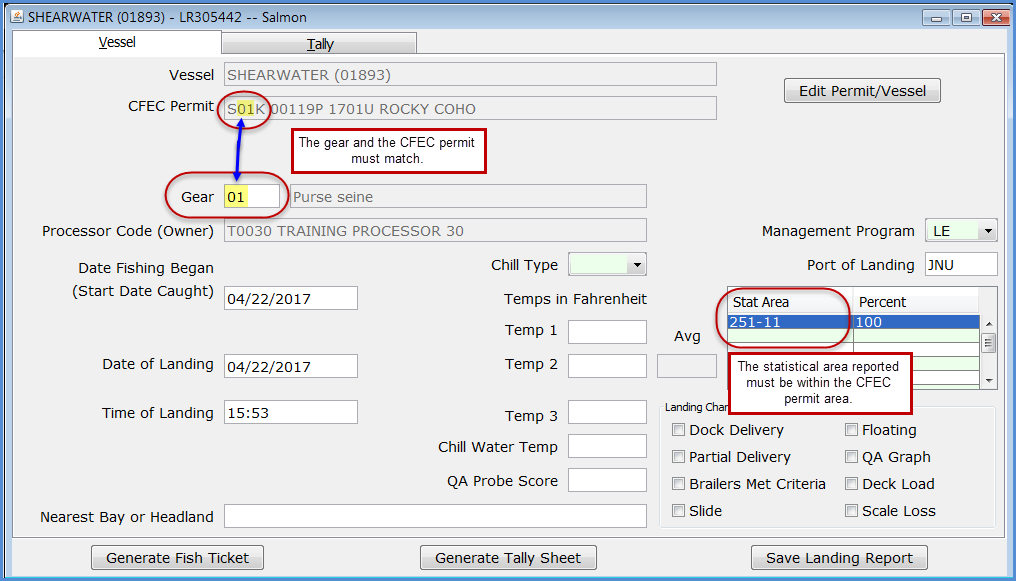 SHEARWATER (01893) - LR305442 -- Salmon
Vessel
Tally
Vessel SHEARWATER (01893)
Edit Permit/Vessel
CFEC Permit S01K 00119P 1701U ROCKY COHO
The gear and the CFEC permit
must match.
Gear 01 Purse seine
Processor Code (Owner) T0030 TRAINING PROCESSOR 30
Management Program LE
Date Fishing Began
(Start Date Caught) 04/22/2017
Chill Type
Port of Landing JNU
Temps in Fahrenheit
Stat Area Percent
251-11 100
Temp 1
Avg
Date of Landing 04/22/2017
Temp 2
The statistical area reported
must be within the CFEC
permit area.
Time of Landing 15:53
Temp 3
Landing Char
Dock Delivery Floating
Chill Water Temp
Partial Delivery QA Graph
QA Probe Score
Brailers Met Criteria Deck Load
Slide Scale Loss
Nearest Bay or Headland
Generate Fish Ticket Generate Tally Sheet Save Landing Report